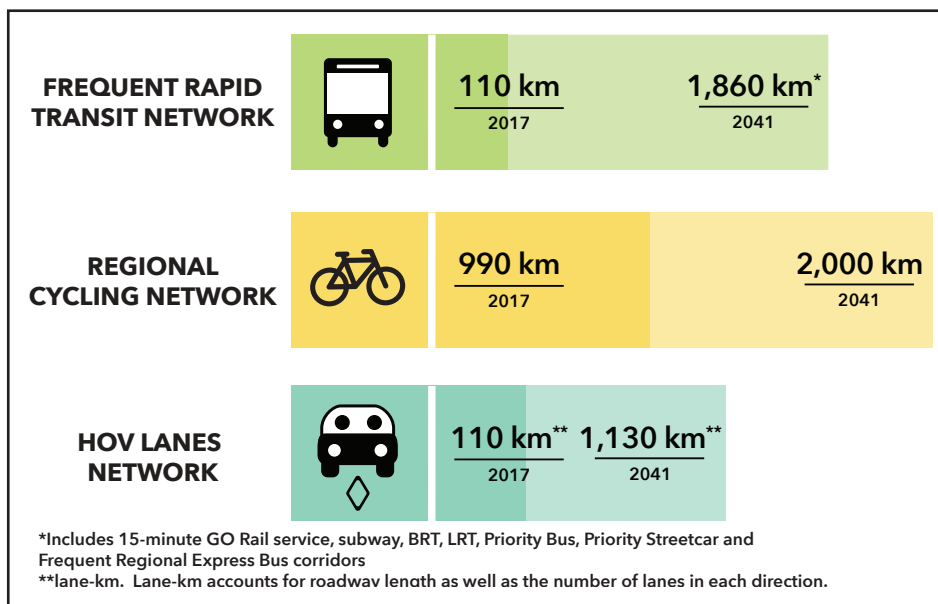 FREQUENT RAPID
TRANSIT NETWORK
110 km
2017
1,860 km*
2041
REGIONAL
CYCLING NETWORK
990 km
2017
2,000 km
2041
HOV LANES
NETWORK
110 km**
2017
1,130 km**
2041
*Includes 15-minute GO Rail service, subway, BRT, LRT, Priority Bus, Priority Streetcar and
Frequent Regional Express Bus corridors
**lane-km. Lane-km accounts for roadway length as well as the number of lanes in each direction.